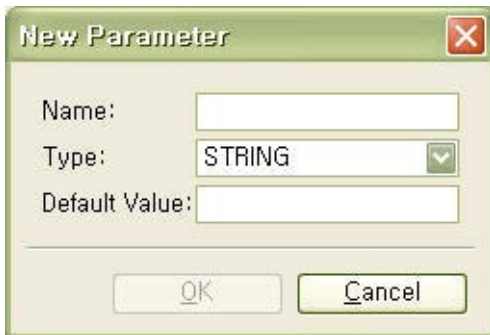 New Parameter
Name:
Type: STRING
Default Value:
OK Cancel